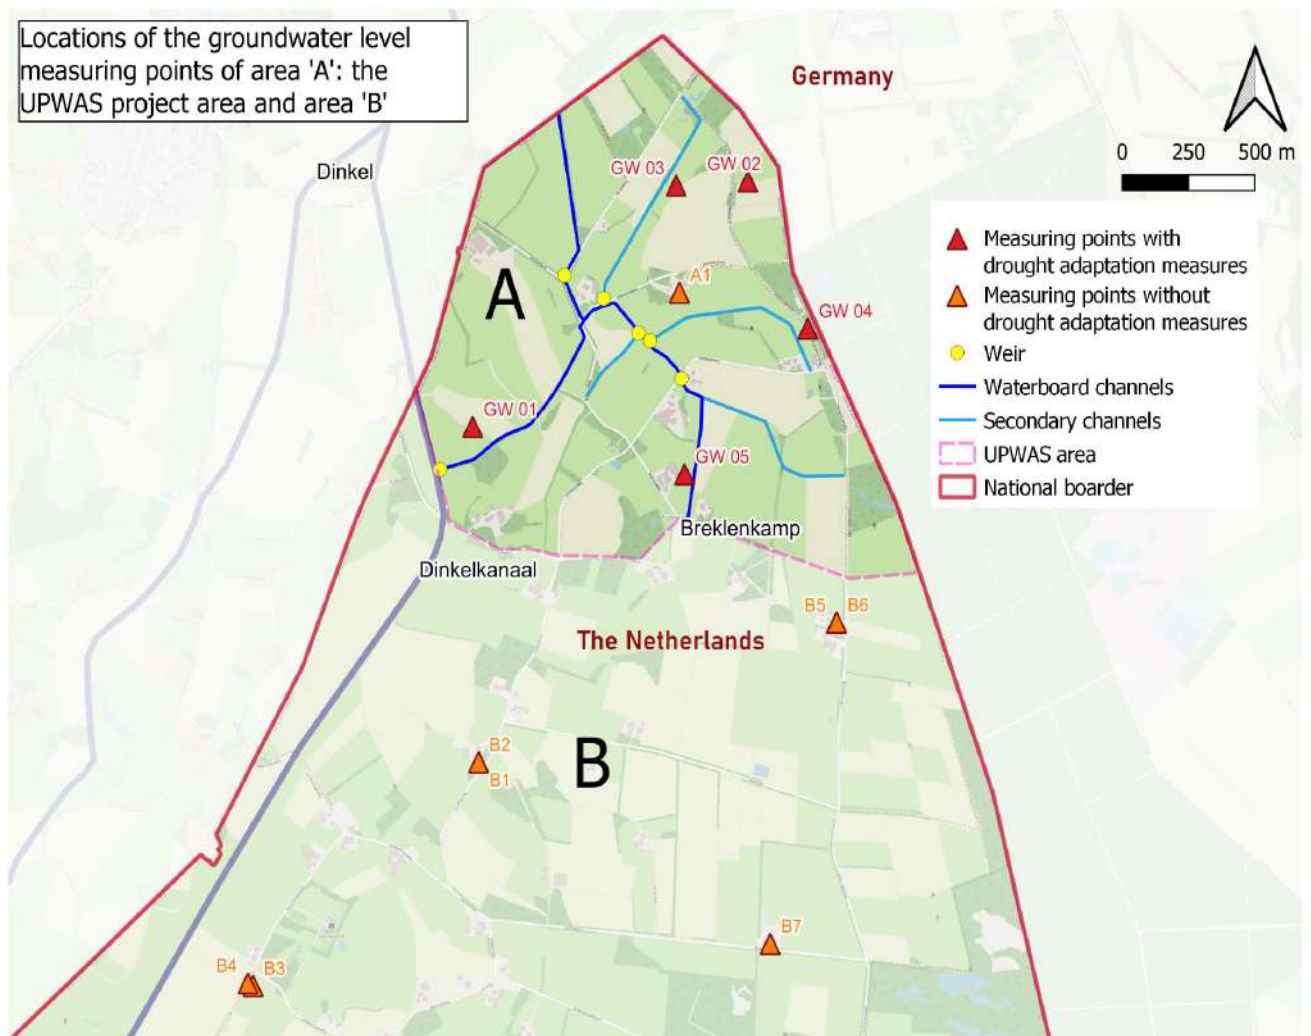 Locations of the groundwater level
measuring points of area 'A': the
UPWAS project area and area 'B'
Germany
0 250 500 m
Dinkel
GW 03
GW 02
Measuring points with
drought adaptation measures
Measuring points without
drought adaptation measures
Weir
Waterboard channels
Secondary channels
UPWAS area
National boarder
A
A1
GW 04
GW 01
GW 05
Breklenkamp
Dinkelkanaal
B5 B6
The Netherlands
B2
B1
B
B7
B4 B3